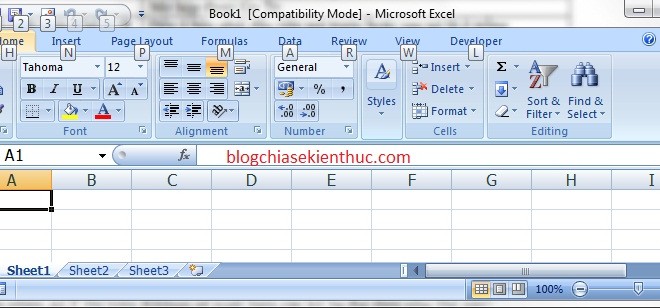 Book1 [Compatibility Mode] - Microsoft Excel
2 3 4 5
Home Insert Page Layout Formulas Data Review View Developer
H N P M A R W L
Tahoma 12 General Insert Σ
B I U A % , Styles Delete Sort & Filter Find & Select
Format
Font Alignment Number Cells Editing
A1 fx blogchiasekienthuc.com
A B C D E F G H I
Sheet1 Sheet2 Sheet3
100%